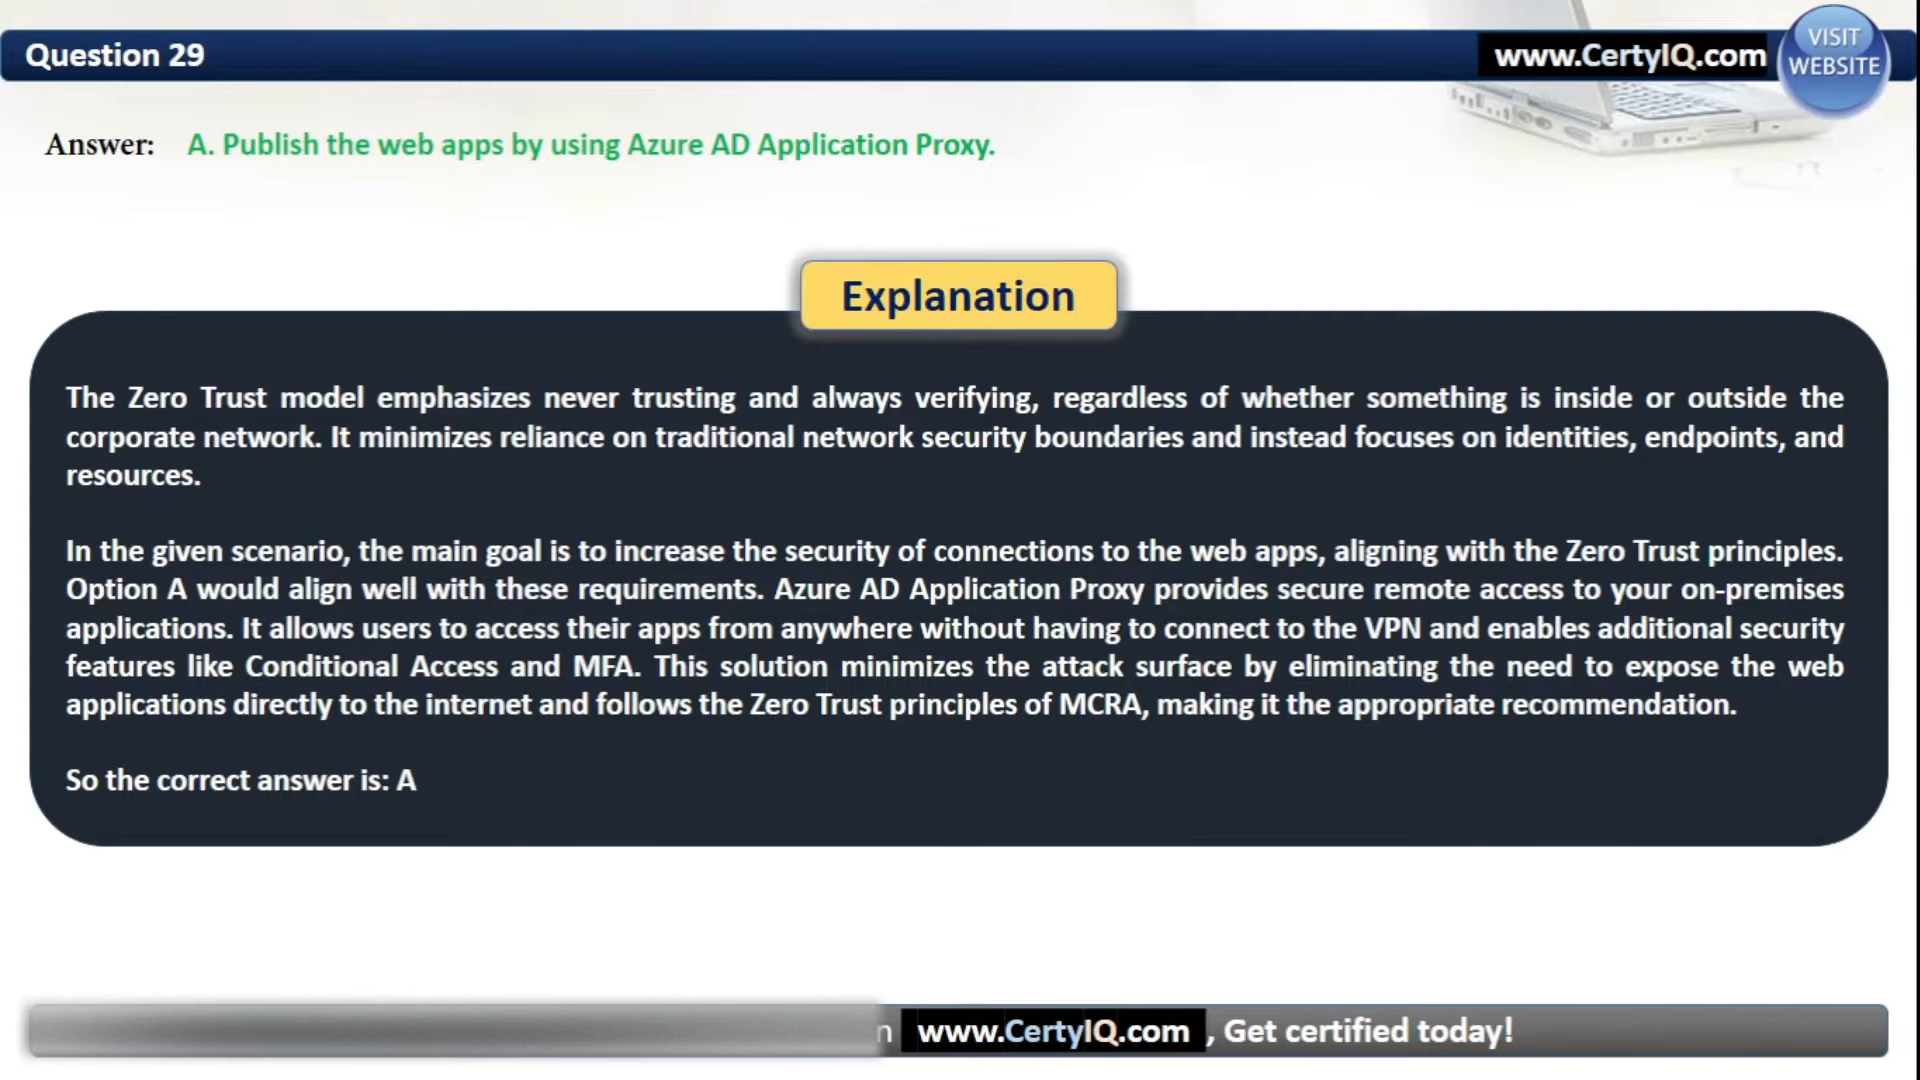 Question 29
www.CertyIQ.com
VISIT
WEBSITE
Answer: A. Publish the web apps by using Azure AD Application Proxy.
Explanation
The Zero Trust model emphasizes never trusting and always verifying, regardless of whether something is inside or outside the
corporate network. It minimizes reliance on traditional network security boundaries and instead focuses on identities, endpoints, and
resources.
In the given scenario, the main goal is to increase the security of connections to the web apps, aligning with the Zero Trust principles.
Option A would align well with these requirements. Azure AD Application Proxy provides secure remote access to your on-premises
applications. It allows users to access their apps from anywhere without having to connect to the VPN and enables additional security
features like Conditional Access and MFA. This solution minimizes the attack surface by eliminating the need to expose the web
applications directly to the internet and follows the Zero Trust principles of MCRA, making it the appropriate recommendation.
So the correct answer is: A
www.CertyIQ.com , Get certified today!